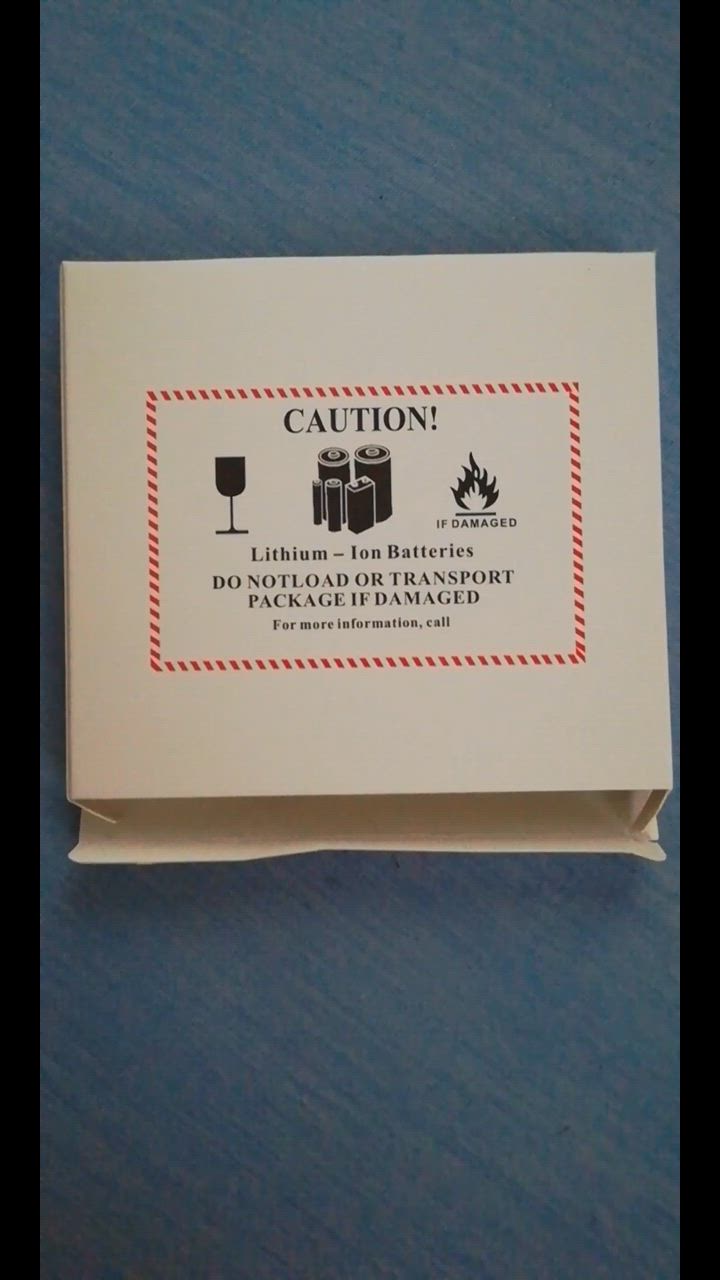 CAUTION!
IF DAMAGED
Lithium – Ion Batteries
DO NOTLOAD OR TRANSPORT
PACKAGE IF DAMAGED
For more information, call